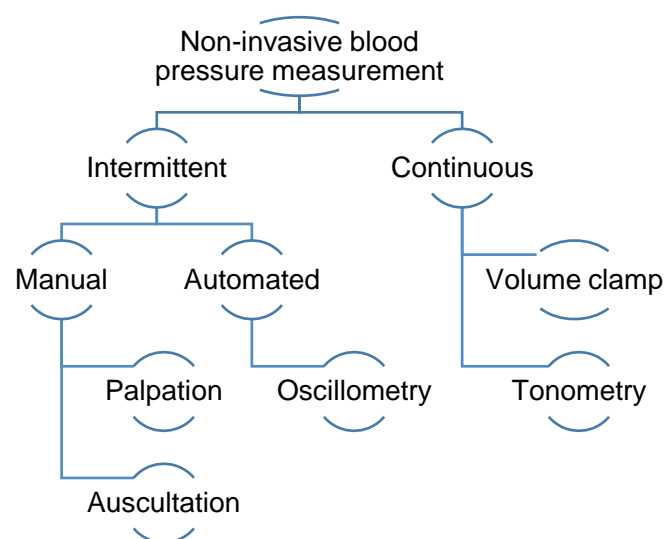 Non-invasive blood
pressure measurement
Intermittent
Continuous
Manual
Automated
Volume clamp
Palpation
Oscillometry
Tonometry
Auscultation